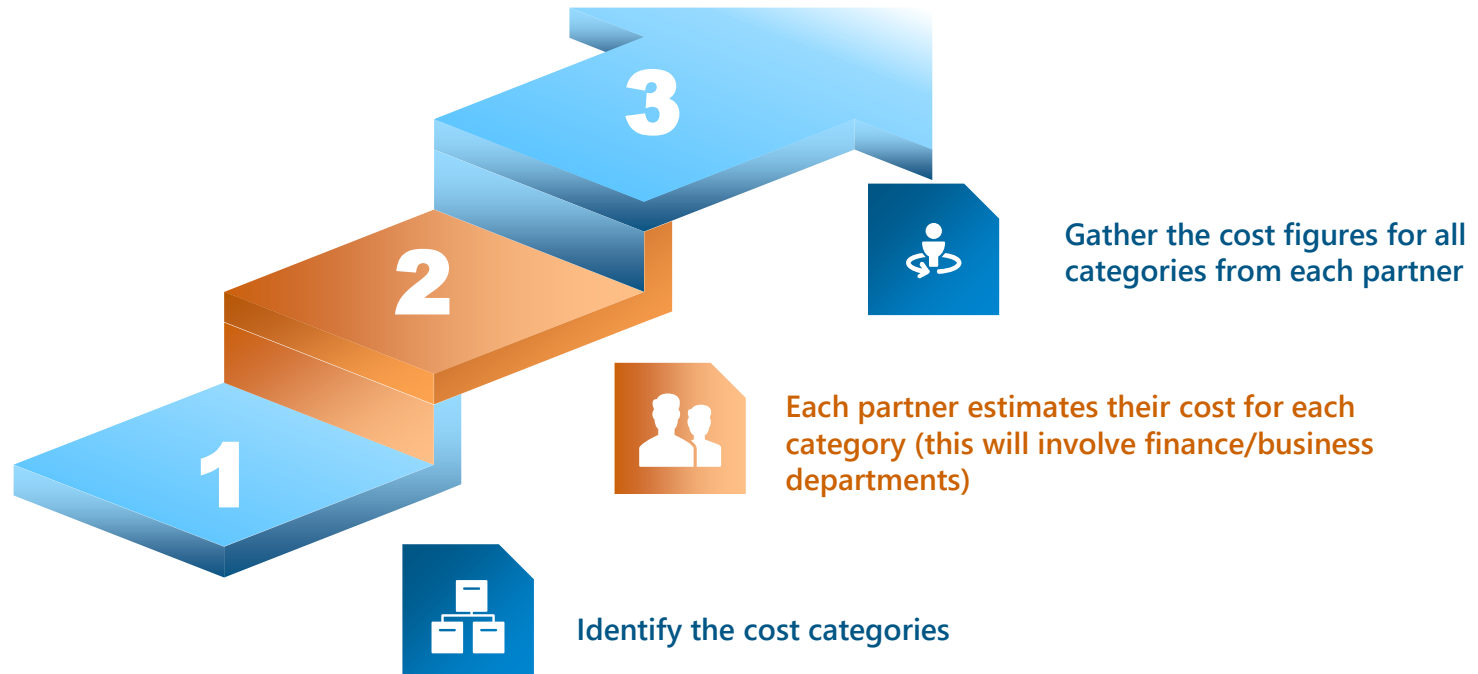 3
Gather the cost figures for all
categories from each partner
2
Each partner estimates their cost for each
category (this will involve finance/business
departments)
1
Identify the cost categories